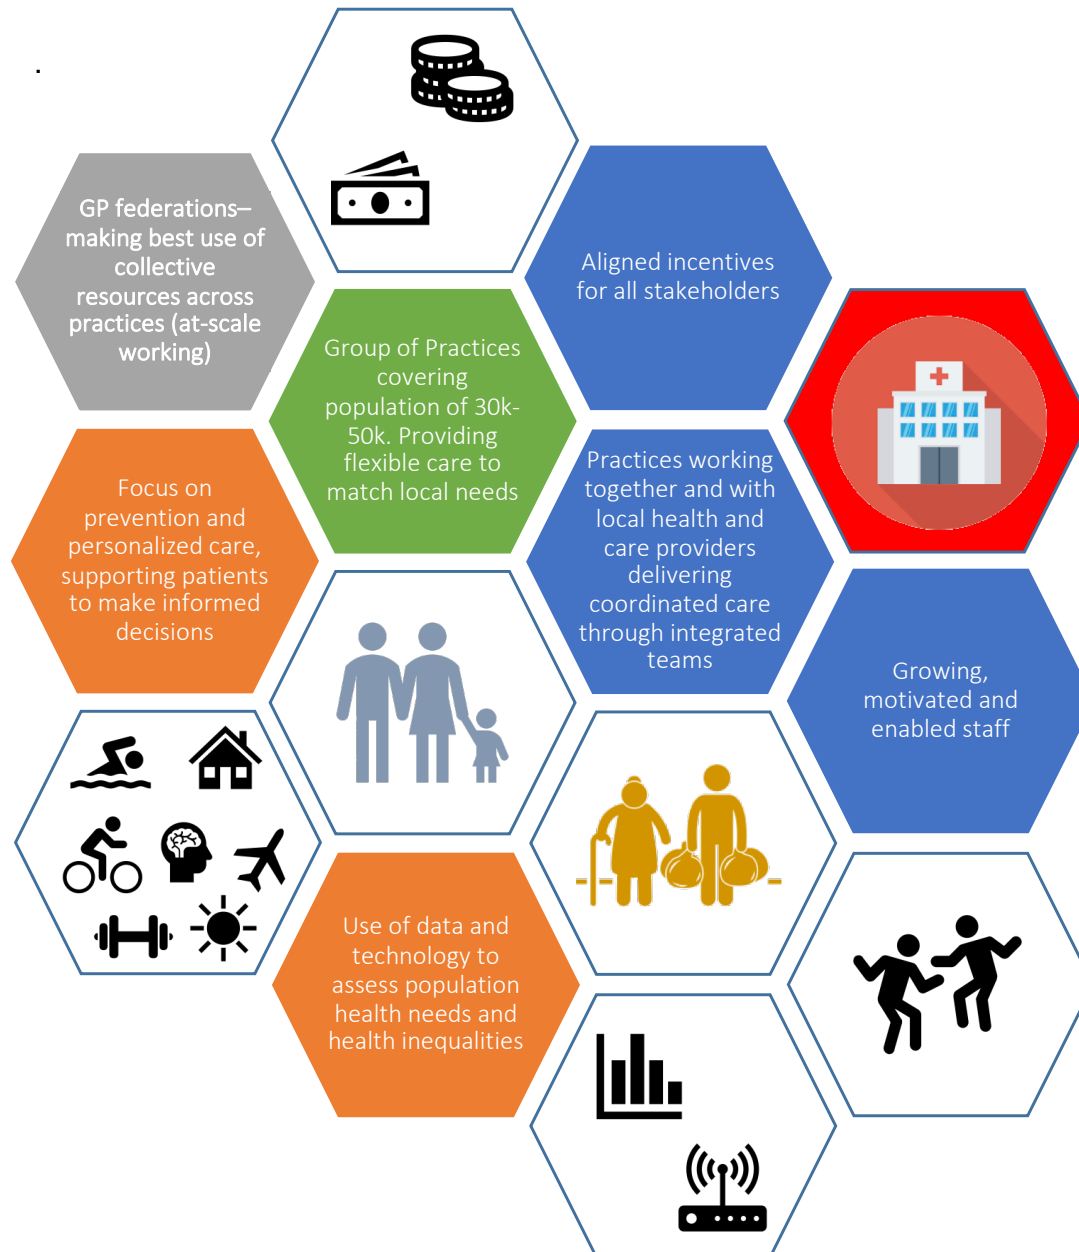 .
GP federations–
making best use of
collective
resources across
practices (at-scale
working)
Aligned incentives
for all stakeholders
Group of Practices
covering
population of 30k-
50k. Providing
flexible care to
match local needs
Focus on
prevention and
personalized care,
supporting patients
to make informed
decisions
Practices working
together and with
local health and
care providers
delivering
coordinated care
through integrated
teams
Growing,
motivated and
enabled staff
Use of data and
technology to
assess population
health needs and
health inequalities